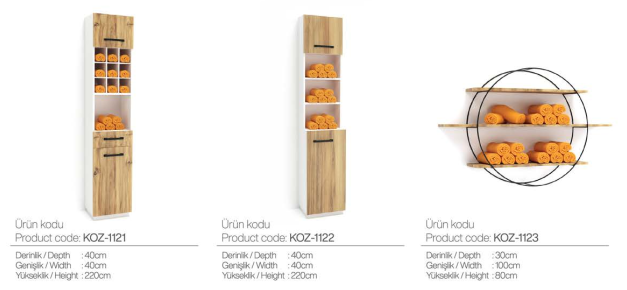 Ürün kodu
Product code: KOZ-1121
Derinlik / Depth : 40cm
Genişlik / Width : 40cm
Yükseklik / Height : 220cm
Ürün kodu
Product code: KOZ-1122
Derinlik / Depth : 40cm
Genişlik / Width : 40cm
Yükseklik / Height : 220cm
Ürün kodu
Product code: KOZ-1123
Derinlik / Depth : 30cm
Genişlik / Width : 100cm
Yükseklik / Height : 80cm